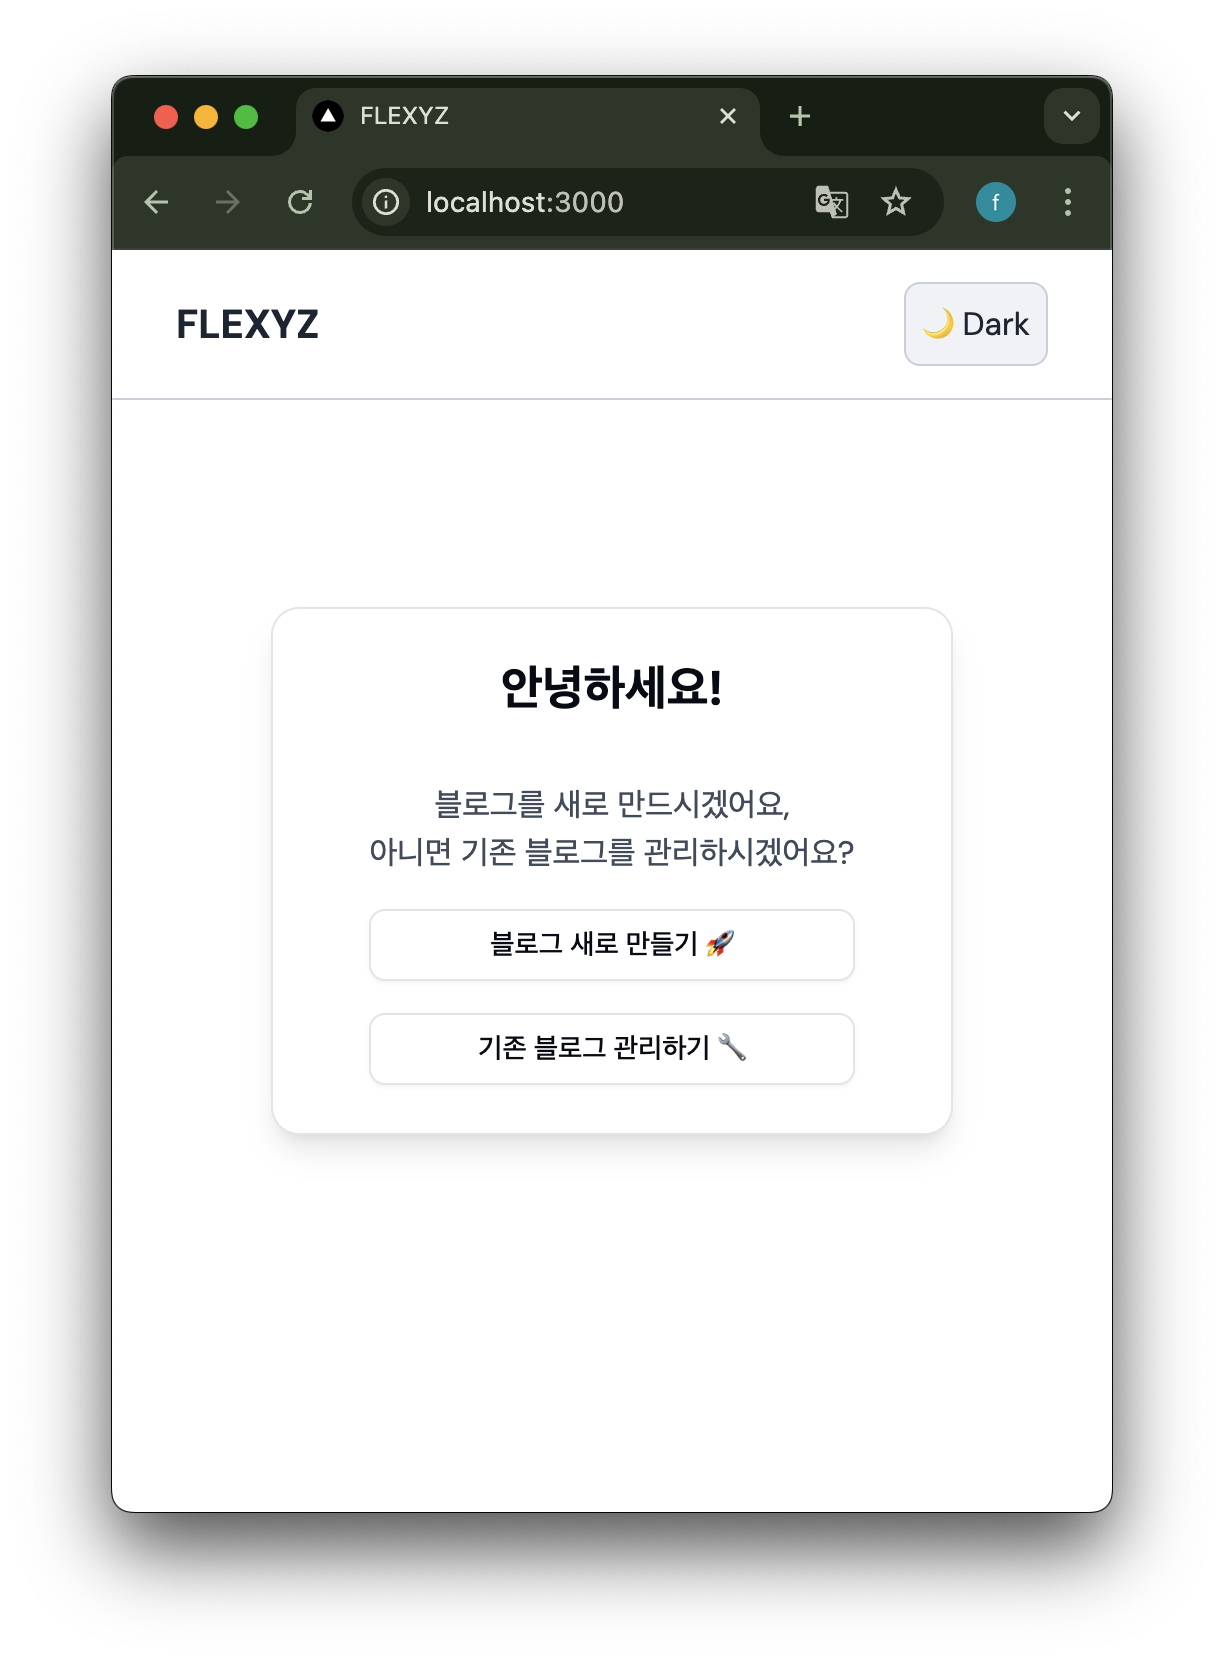 FLEXYZ
localhost:3000
f
FLEXYZ
🌙 Dark
안녕하세요!
블로그를 새로 만드시겠어요,
아니면 기존 블로그를 관리하시겠어요?
블로그 새로 만들기 🚀
기존 블로그 관리하기 🔧